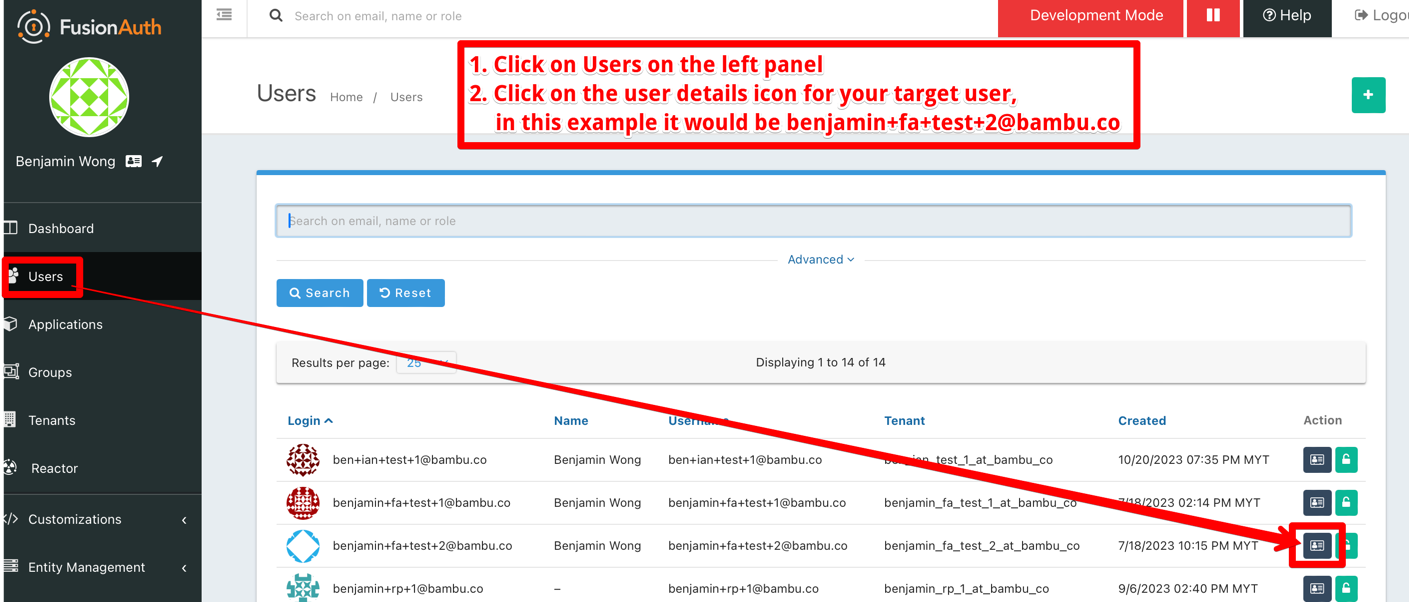 FusionAuth
Search on email, name or role
Development Mode
Help
Logou
1. Click on Users on the left panel
2. Click on the user details icon for your target user,
in this example it would be benjamin+fa+test+2@bambu.co
Users Home / Users
+
Benjamin Wong
Dashboard
Users
Applications
Groups
Tenants
Reactor
Customizations
Entity Management
Search on email, name or role
Advanced
Search
Reset
Results per page: 25
Displaying 1 to 14 of 14
Login Name Username Tenant Created Action
ben+ian+test+1@bambu.co Benjamin Wong ben+ian+test+1@bambu.co 10/20/2023 07:35 PM MYT
benjamin+fa+test+1@bambu.co Benjamin Wong benjamin+fa+test+1@bambu.co benjamin_fa_test_1_at_bambu_co 7/18/2023 02:14 PM MYT
benjamin+fa+test+2@bambu.co Benjamin Wong benjamin+fa+test+2@bambu.co benjamin_fa_test_2_at_bambu_co 7/18/2023 10:15 PM MYT
benjamin+rp+1@bambu.co – benjamin+rp+1@bambu.co benjamin_rp_1_at_bambu_co 9/6/2023 02:40 PM MYT